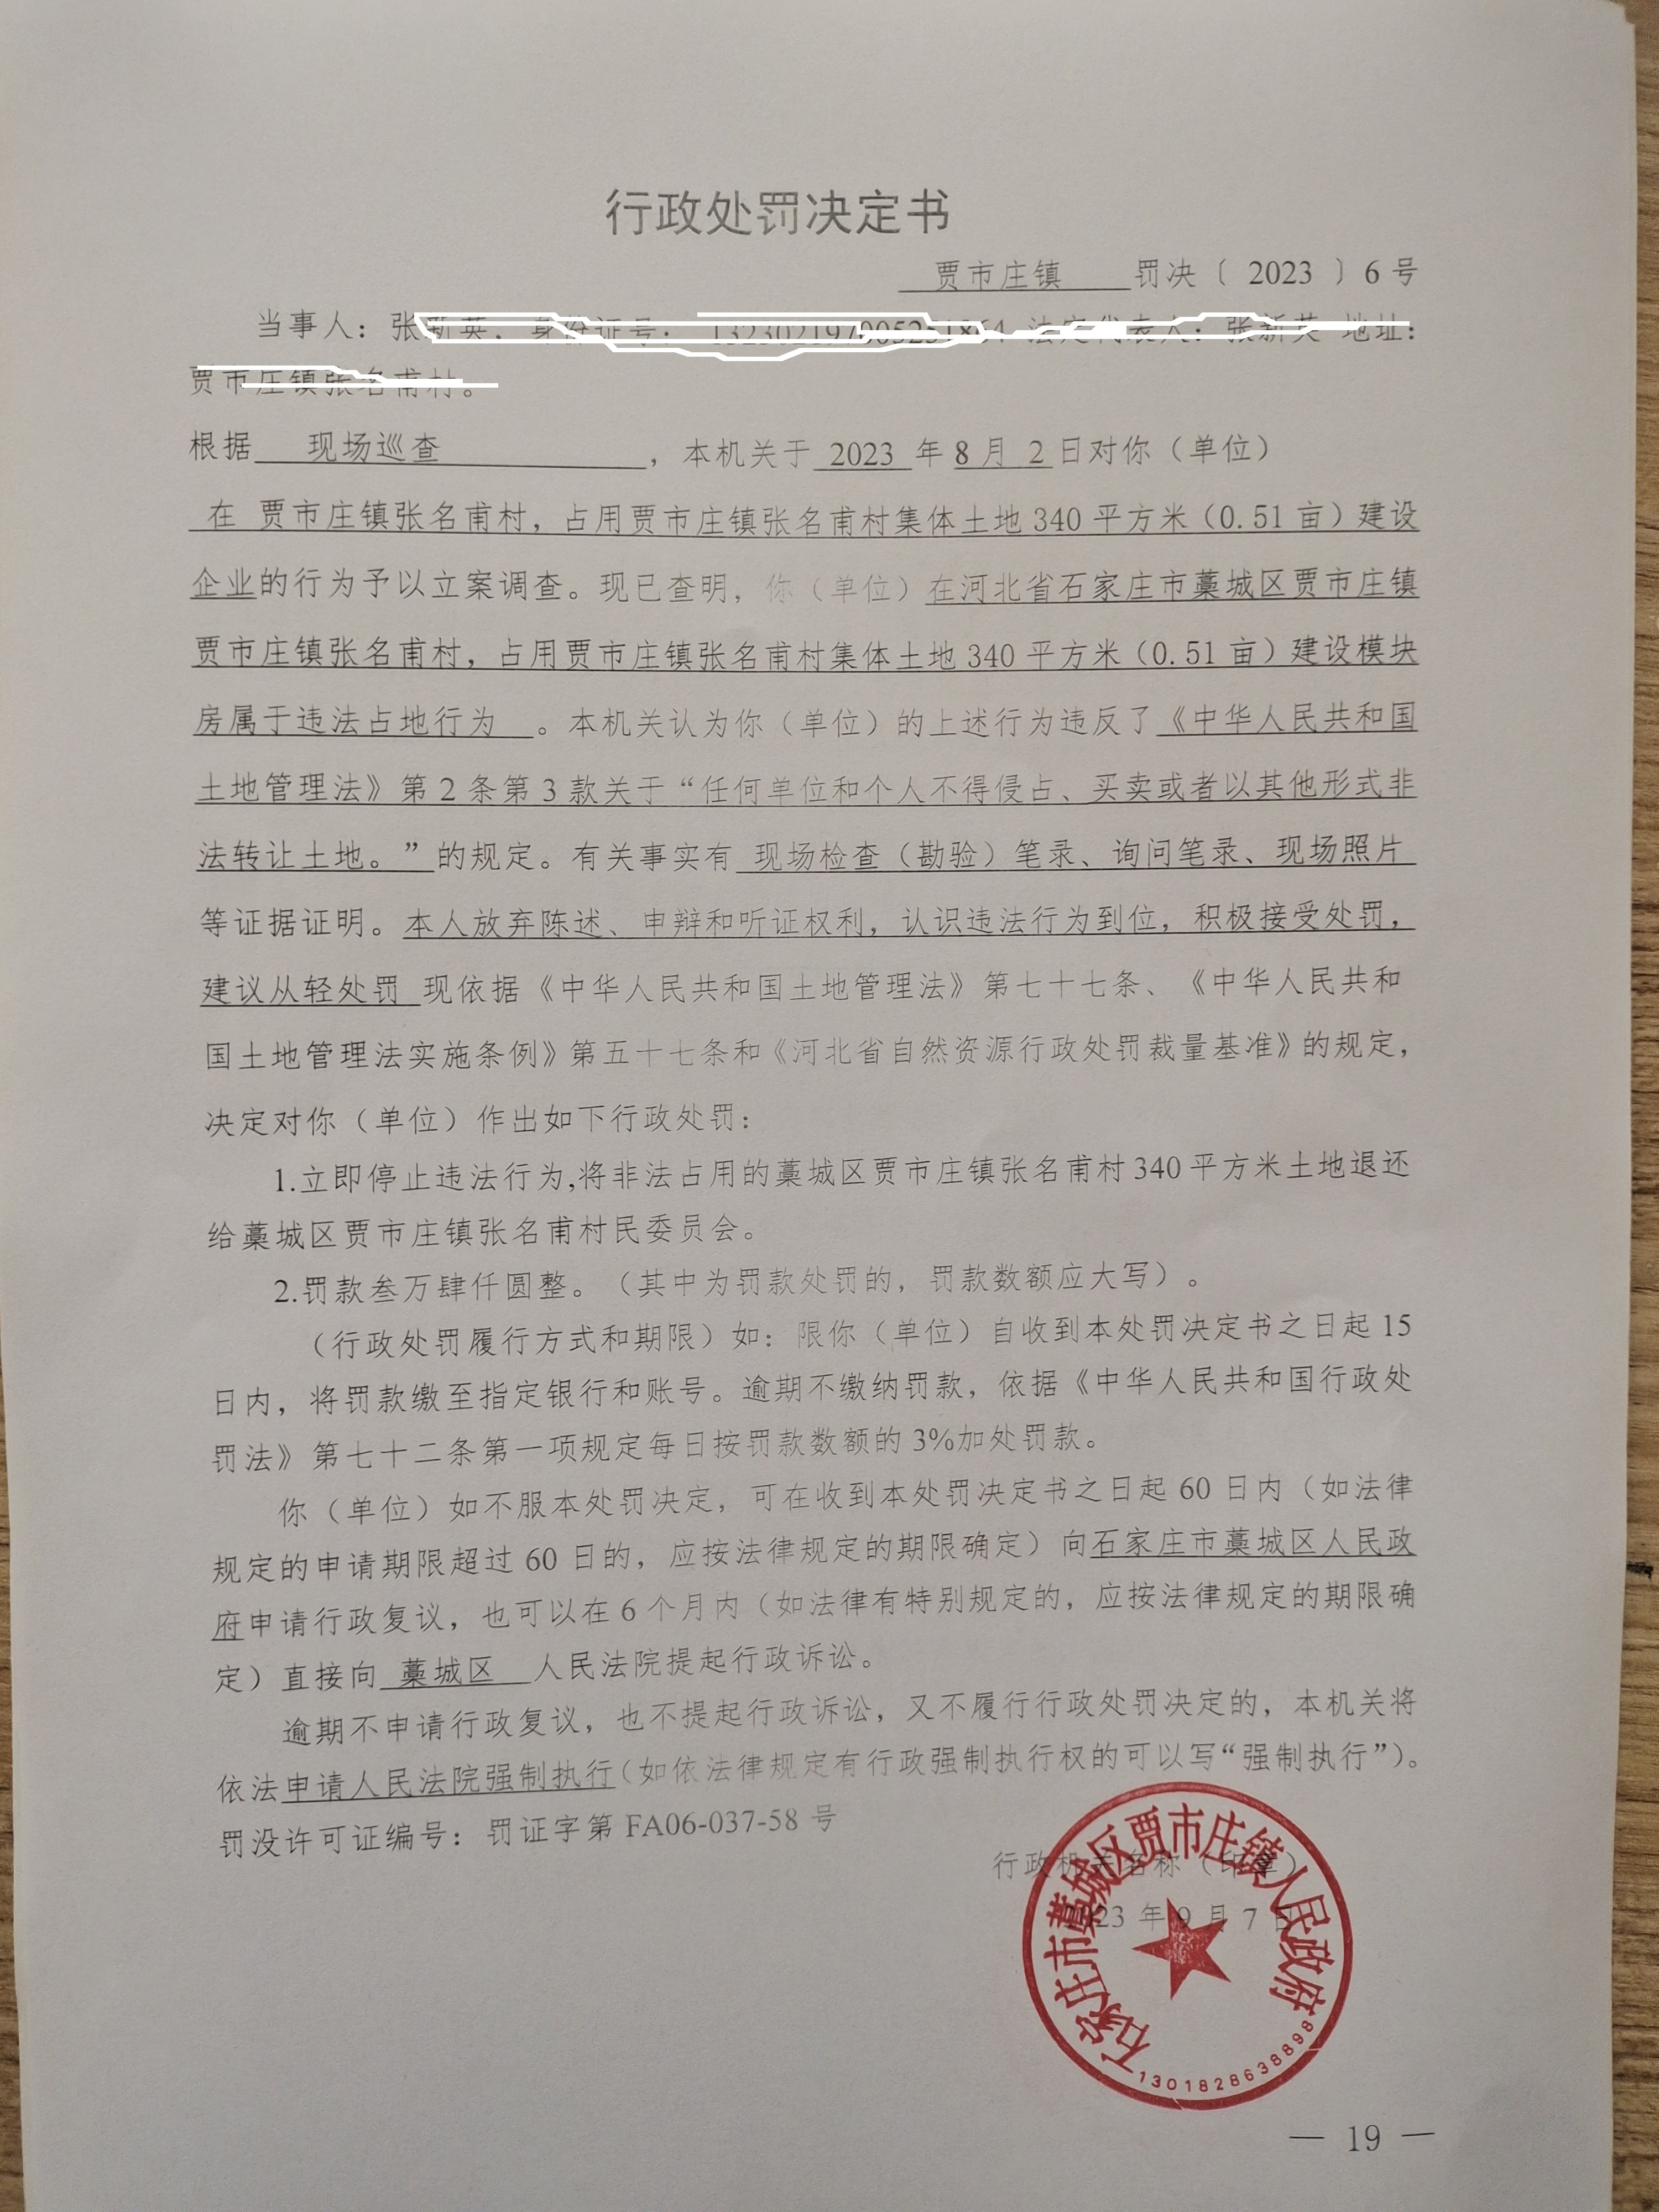 行政处罚决定书
贾市庄镇 罚决〔 2023 〕6 号
当事人：张
地址：
根据 现场巡查 ，本机关于 2023 年 8 月 2 日对你（单位）
在 贾市庄镇张名甫村，占用贾市庄镇张名甫村集体土地 340 平方米（0.51 亩）建设
企业的行为予以立案调查。现已查明，你（单位）在河北省石家庄市藁城区贾市庄镇
贾市庄镇张名甫村，占用贾市庄镇张名甫村集体土地 340 平方米（0.51 亩）建设模块
房属于违法占地行为 。本机关认为你（单位）的上述行为违反了《中华人民共和国
土地管理法》第 2 条第 3 款关于“任何单位和个人不得侵占、买卖或者以其他形式非
法转让土地。”的规定。有关事实有 现场检查（勘验）笔录、询问笔录、现场照片
等证据证明。本人放弃陈述、申辩和听证权利，认识违法行为到位，积极接受处罚，
建议从轻处罚 现依据《中华人民共和国土地管理法》第七十七条、《中华人民共和
国土地管理法实施条例》第五十七条和《河北省自然资源行政处罚裁量基准》的规定，
决定对你（单位）作出如下行政处罚：
1.立即停止违法行为,将非法占用的藁城区贾市庄镇张名甫村 340 平方米土地退还
给藁城区贾市庄镇张名甫村民委员会。
2.罚款叁万肆仟圆整。（其中为罚款处罚的，罚款数额应大写）。
（行政处罚履行方式和期限）如：限你（单位）自收到本处罚决定书之日起 15
日内，将罚款缴至指定银行和账号。逾期不缴纳罚款，依据《中华人民共和国行政处
罚法》第七十二条第一项规定每日按罚款数额的 3%加处罚款。
你（单位）如不服本处罚决定，可在收到本处罚决定书之日起 60 日内（如法律
规定的申请期限超过 60 日的，应按法律规定的期限确定）向石家庄市藁城区人民政
府申请行政复议，也可以在 6 个月内（如法律有特别规定的，应按法律规定的期限确
定）直接向 藁城区 人民法院提起行政诉讼。
逾期不申请行政复议，也不提起行政诉讼，又不履行行政处罚决定的，本机关将
依法申请人民法院强制执行（如依法律规定有行政强制执行权的可以写“强制执行”）。
罚没许可证编号：罚证字第 FA06-037-58 号
行政机关名称（印章）
2023 年 9 月 7 日
石家庄市藁城区贾市庄镇人民政府
1301828638898
— 19 —